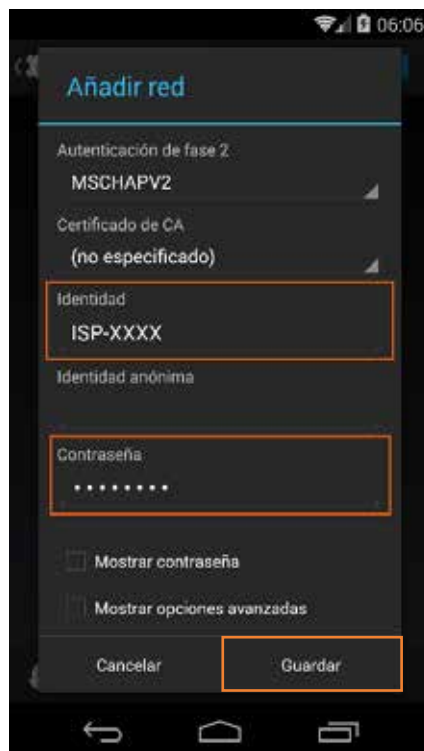 06:06
Añadir red
Autenticación de fase 2
MSCHAPV2
Certificado de CA
(no especificado)
Identidad
ISP-XXXX
Identidad anónima
Contraseña
••••••••
Mostrar contraseña
Mostrar opciones avanzadas
Cancelar Guardar